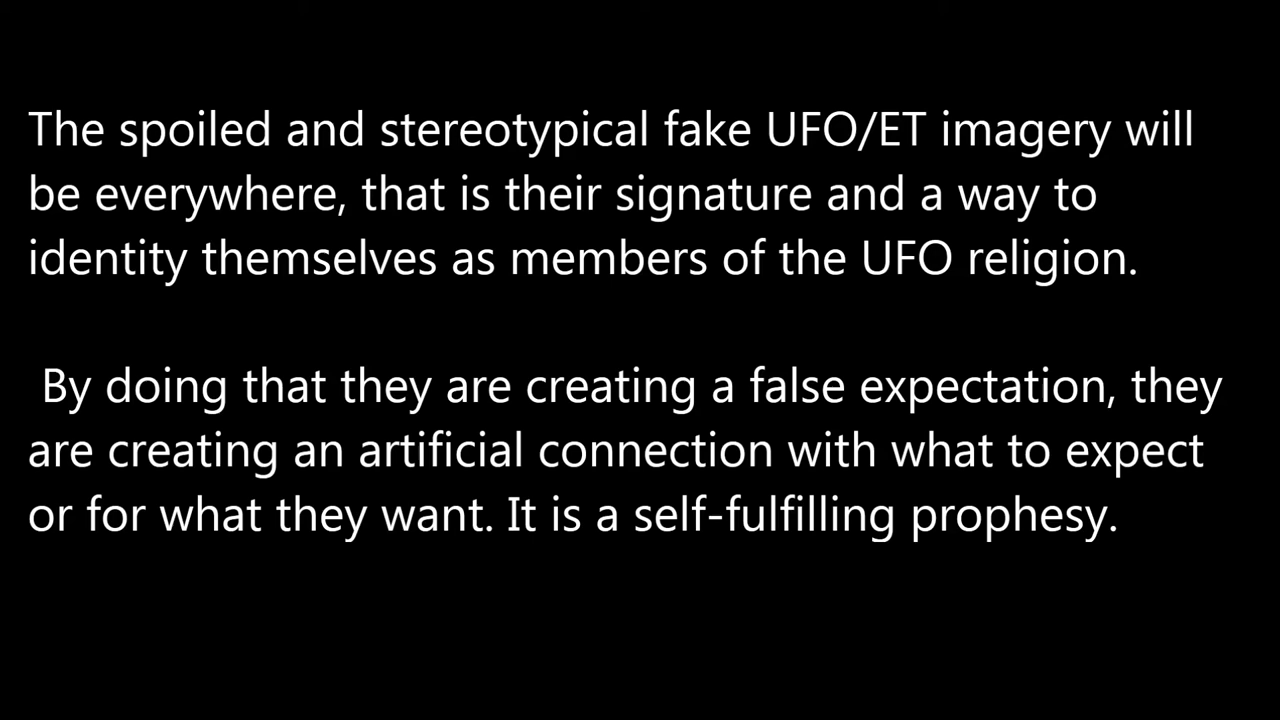 The spoiled and stereotypical fake UFO/ET imagery will
be everywhere, that is their signature and a way to
identity themselves as members of the UFO religion.
By doing that they are creating a false expectation, they
are creating an artificial connection with what to expect
or for what they want. It is a self-fulfilling prophesy.